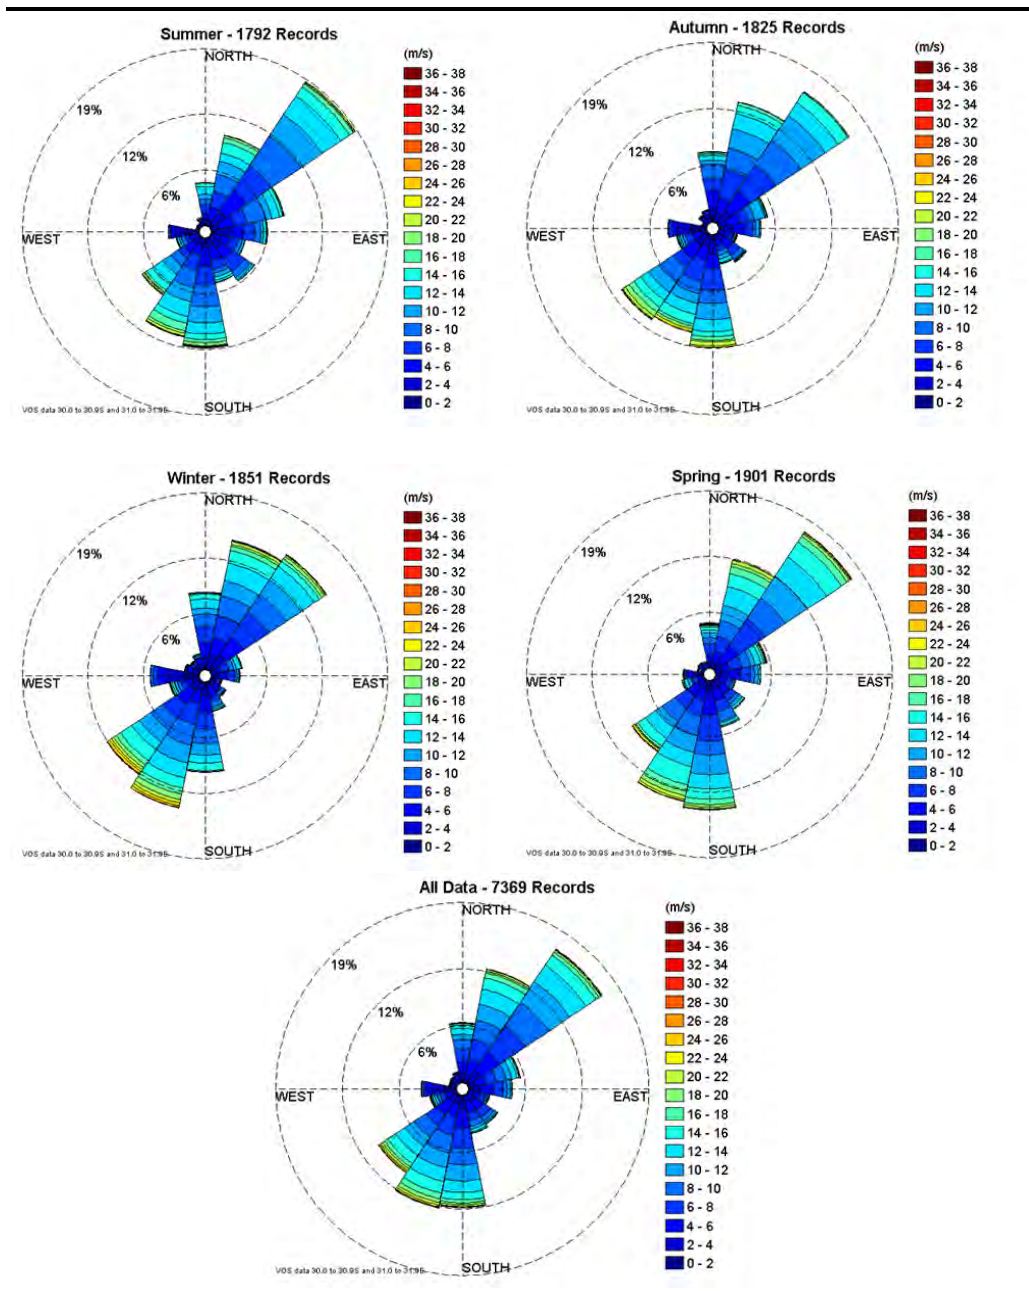 Summer - 1792 Records
NORTH
(m/s)
36 - 38
34 - 36
32 - 34
30 - 32
28 - 30
26 - 28
24 - 26
22 - 24
20 - 22
18 - 20
16 - 18
14 - 16
12 - 14
10 - 12
8 - 10
6 - 8
4 - 6
2 - 4
0 - 2
19%
12%
6%
WEST
EAST
SOUTH
VOS data 30.0 to 30.9S and 31.0 to 31.9E
Autumn - 1825 Records
NORTH
(m/s)
36 - 38
34 - 36
32 - 34
30 - 32
28 - 30
26 - 28
24 - 26
22 - 24
20 - 22
18 - 20
16 - 18
14 - 16
12 - 14
10 - 12
8 - 10
6 - 8
4 - 6
2 - 4
0 - 2
19%
12%
6%
WEST
EAST
SOUTH
VOS data 30.0 to 30.9S and 31.0 to 31.9E
Winter - 1851 Records
NORTH
(m/s)
36 - 38
34 - 36
32 - 34
30 - 32
28 - 30
26 - 28
24 - 26
22 - 24
20 - 22
18 - 20
16 - 18
14 - 16
12 - 14
10 - 12
8 - 10
6 - 8
4 - 6
2 - 4
0 - 2
19%
12%
6%
WEST
EAST
SOUTH
VOS data 30.0 to 30.9S and 31.0 to 31.9E
Spring - 1901 Records
NORTH
(m/s)
36 - 38
34 - 36
32 - 34
30 - 32
28 - 30
26 - 28
24 - 26
22 - 24
20 - 22
18 - 20
16 - 18
14 - 16
12 - 14
10 - 12
8 - 10
6 - 8
4 - 6
2 - 4
0 - 2
19%
12%
6%
WEST
EAST
SOUTH
VOS data 30.0 to 30.9S and 31.0 to 31.9E
All Data - 7369 Records
NORTH
(m/s)
36 - 38
34 - 36
32 - 34
30 - 32
28 - 30
26 - 28
24 - 26
22 - 24
20 - 22
18 - 20
16 - 18
14 - 16
12 - 14
10 - 12
8 - 10
6 - 8
4 - 6
2 - 4
0 - 2
19%
12%
6%
WEST
EAST
SOUTH
VOS data 30.0 to 30.9S and 31.0 to 31.9E